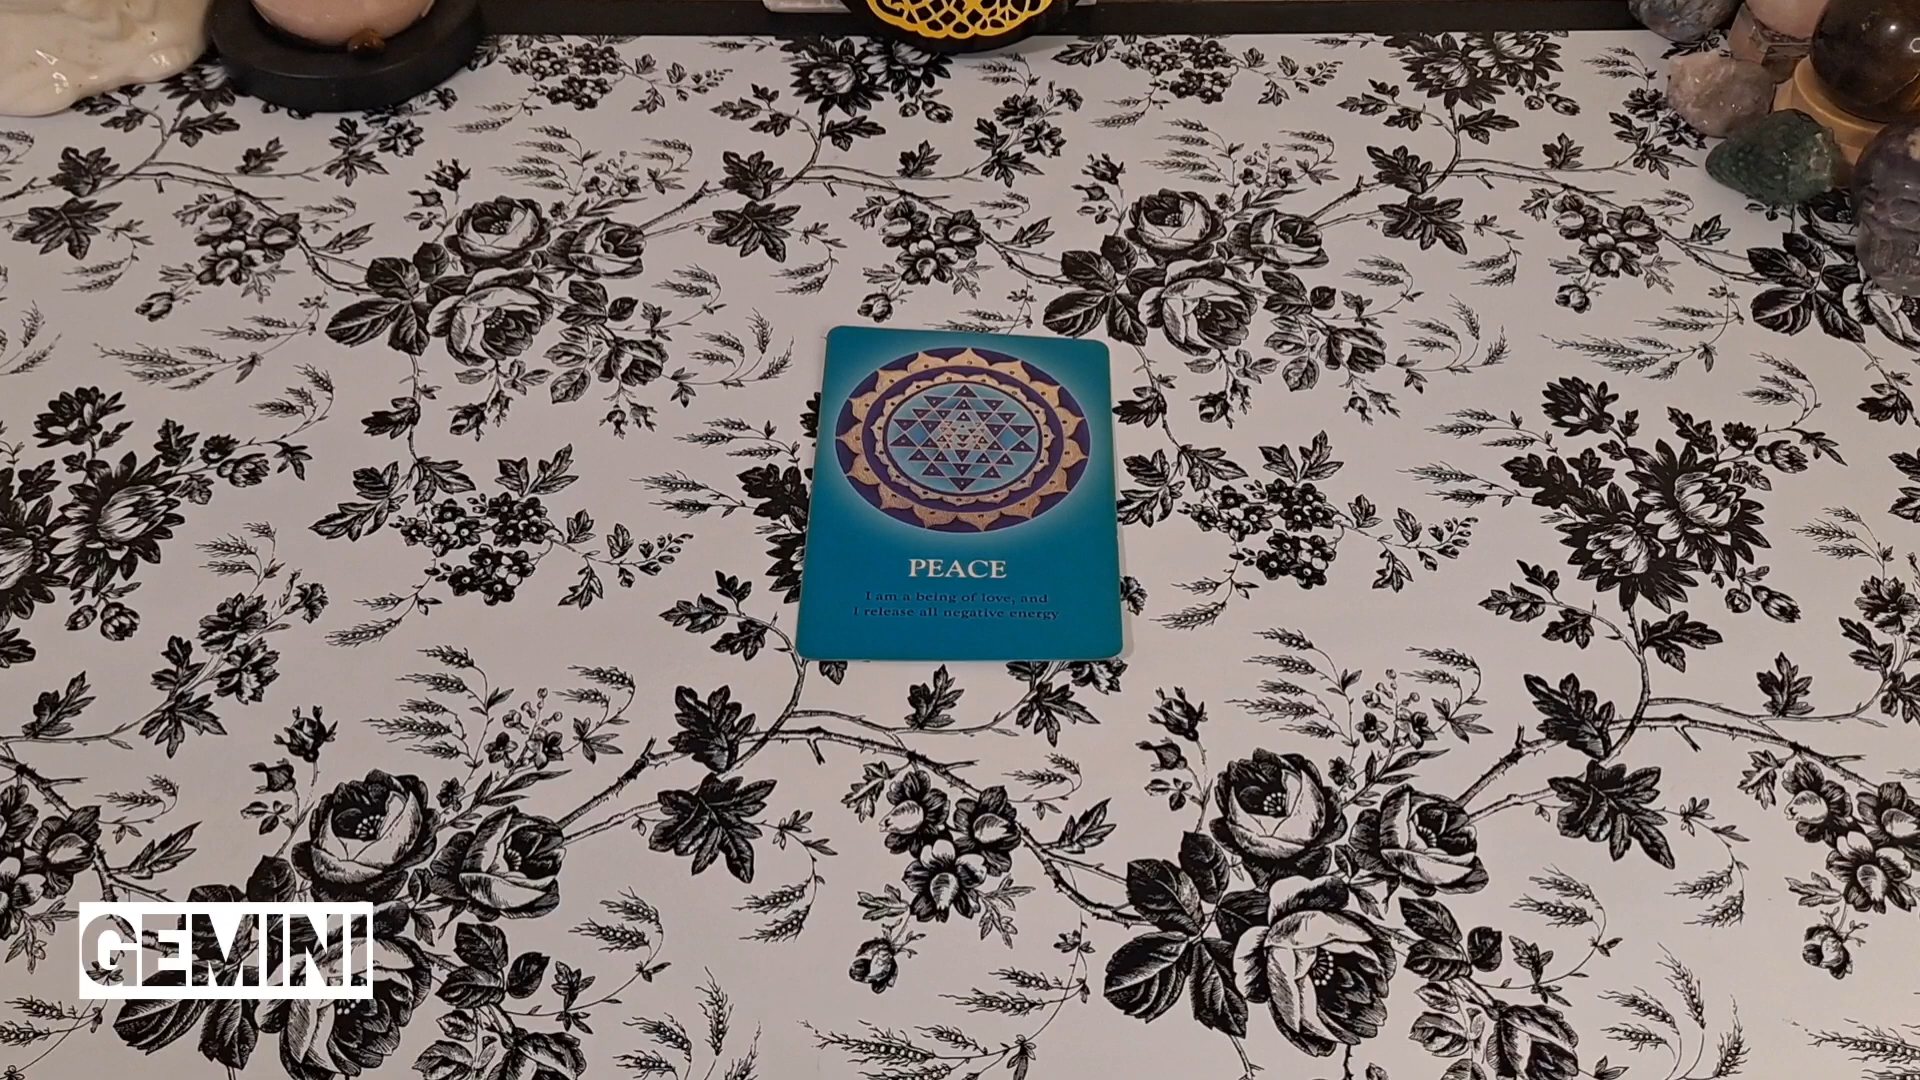 PEACE
I am a being of love, and
I release all negative energy
GEMINI